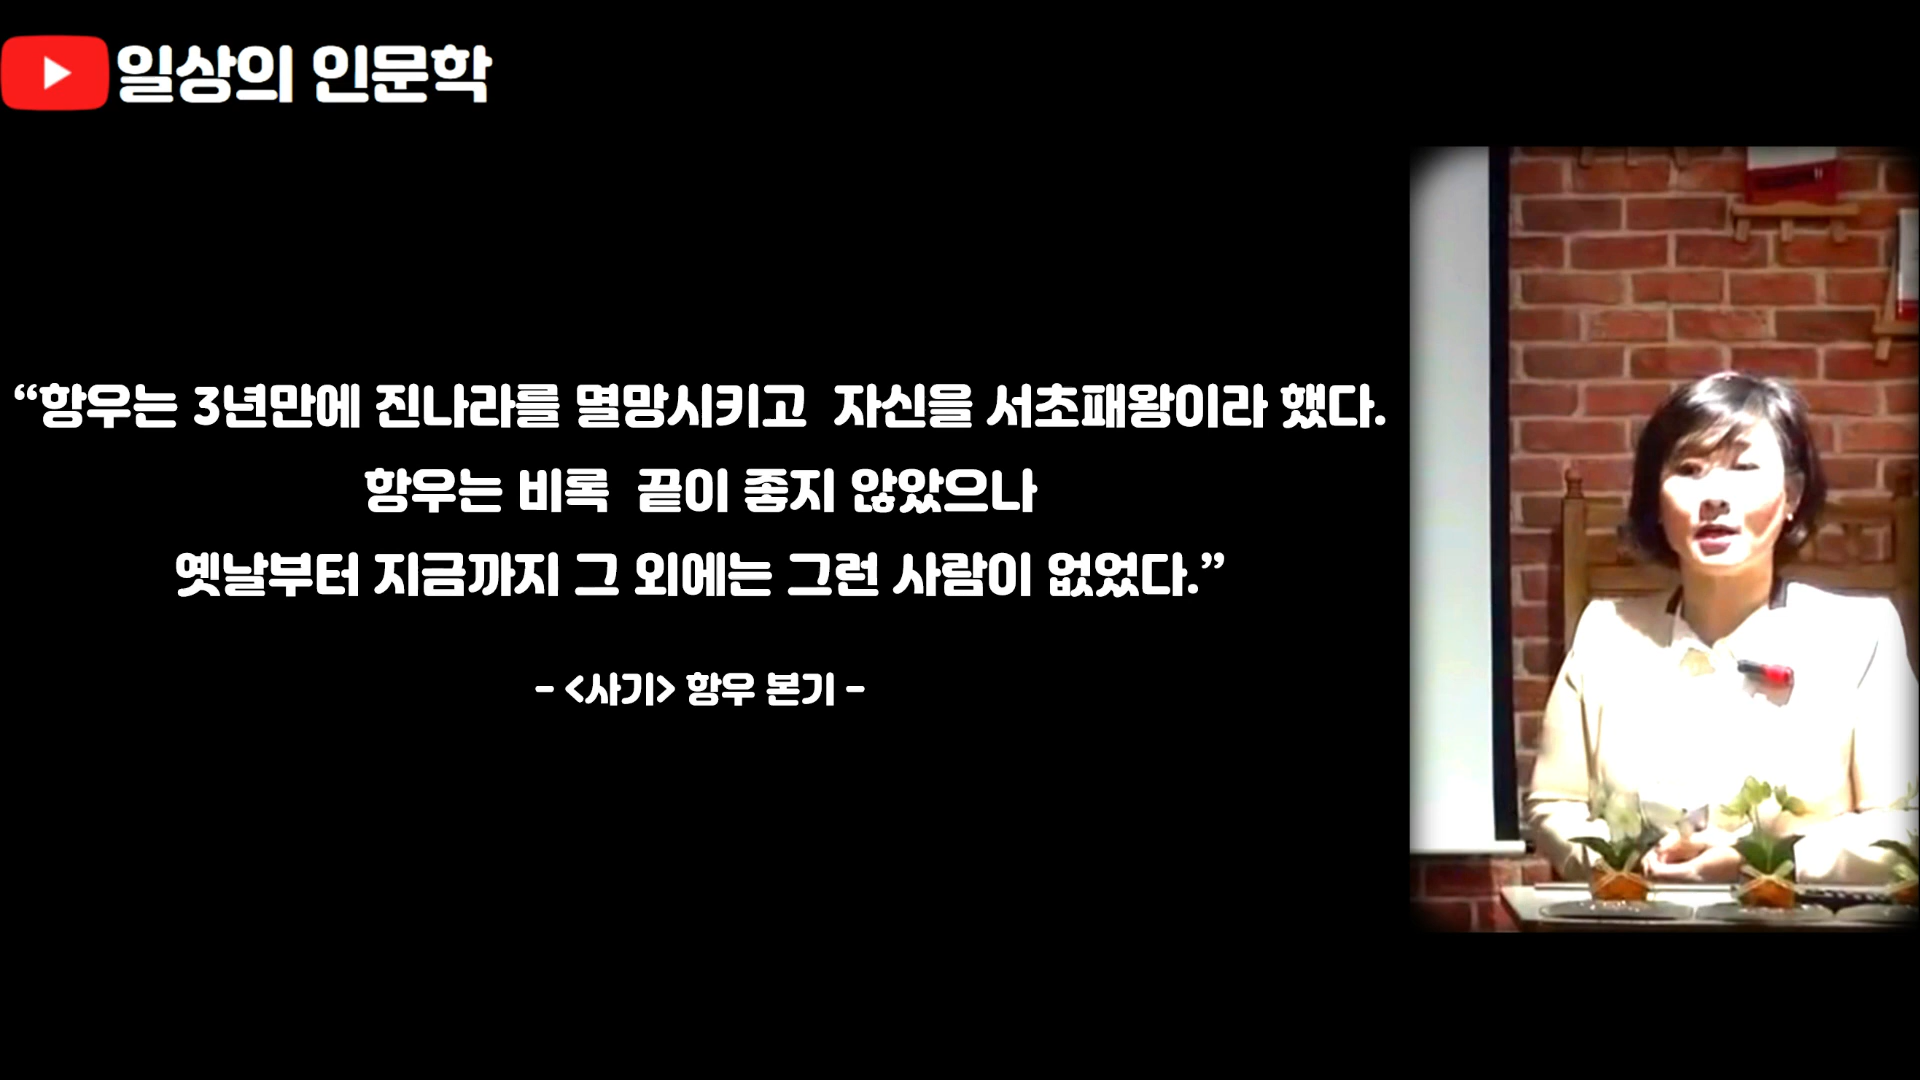 일상의 인문학
“항우는 3년만에 진나라를 멸망시키고 자신을 서초패왕이라 했다.
항우는 비록 끝이 좋지 않았으나
옛날부터 지금까지 그 외에는 그런 사람이 없었다.”
- <사기> 항우 본기 -